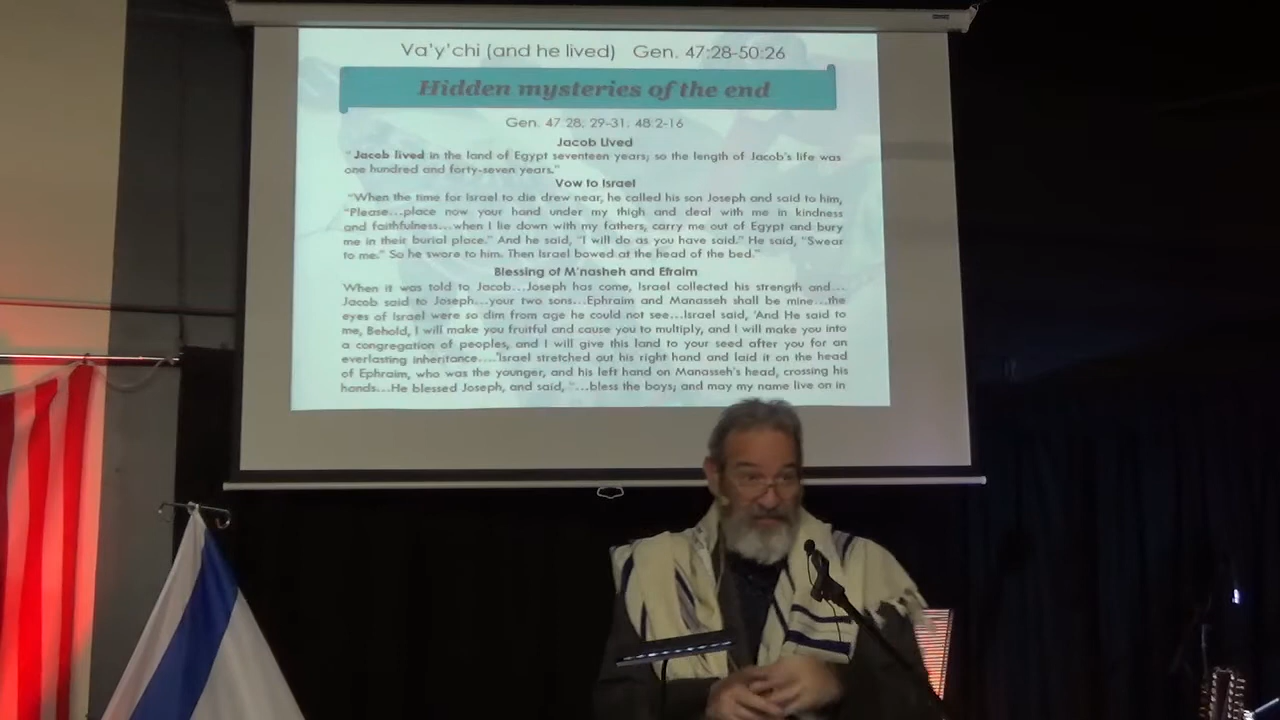 Va'y'chi (and he lived)   Gen. 47:28-50:26
Hidden mysteries of the end
Gen. 47 28; 29-31; 48:2-16
Jacob Lived
"Jacob lived in the land of Egypt seventeen years; so the length of Jacob's life was
one hundred and forty-seven years."
Vow to Israel
"When the time for Israel to die drew near, he called his son Joseph and said to him,
"Please...place now your hand under my thigh and deal with me in kindness
and faithfulness...when I lie down with my fathers, carry me out of Egypt and bury
me in their burial place." And he said, "I will do as you have said." He said, "Swear
to me." So he swore to him. Then Israel bowed at the head of the bed."
Blessing of M'nasheh and Efraim
When it was told to Jacob...Joseph has come, Israel collected his strength and...
Jacob said to Joseph...your two sons...Ephraim and Manasseh shall be mine...the
eyes of Israel were so dim from age he could not see...Israel said, 'And He said to
me, Behold, I will make you fruitful and cause you to multiply, and I will make you into
a congregation of peoples, and I will give this land to your seed after you for an
everlasting inheritance....'Israel stretched out his right hand and laid it on the head
of Ephraim, who was the younger, and his left hand on Manasseh's head, crossing his
hands...He blessed Joseph, and said, "...bless the boys; and may my name live on in